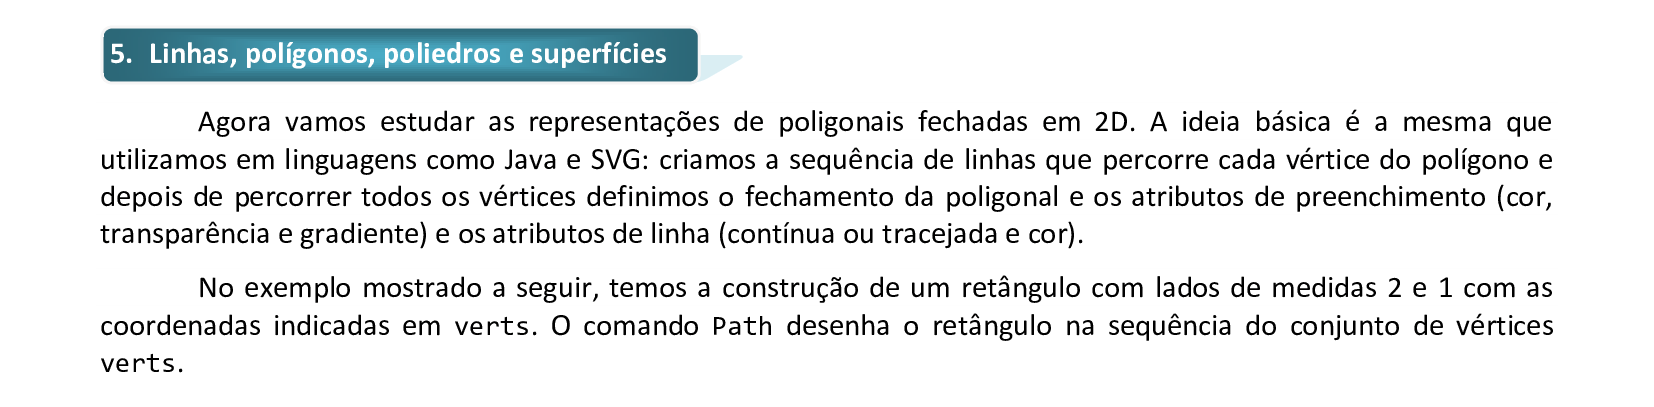 5. Linhas, polígonos, poliedros e superfícies
Agora vamos estudar as representações de poligonais fechadas em 2D. A ideia básica é a mesma que
utilizamos em linguagens como Java e SVG: criamos a sequência de linhas que percorre cada vértice do polígono e
depois de percorrer todos os vértices definimos o fechamento da poligonal e os atributos de preenchimento (cor,
transparência e gradiente) e os atributos de linha (contínua ou tracejada e cor).
No exemplo mostrado a seguir, temos a construção de um retângulo com lados de medidas 2 e 1 com as
coordenadas indicadas em verts. O comando Path desenha o retângulo na sequência do conjunto de vértices
verts.